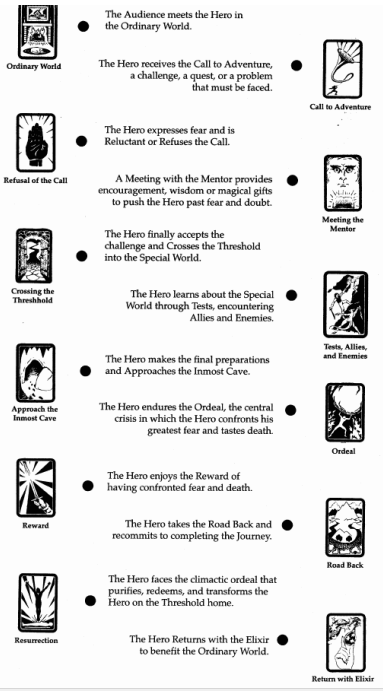 The Audience meets the Hero in
the Ordinary World.
Ordinary World
The Hero receives the Call to Adventure,
a challenge, a quest, or a problem
that must be faced.
Call to Adventure
The Hero expresses fear and is
Reluctant or Refuses the Call.
Refusal of the Call
A Meeting with the Mentor provides
encouragement, wisdom or magical gifts
to push the Hero past fear and doubt.
Meeting the
Mentor
The Hero finally accepts the
challenge and Crosses the Threshold
into the Special World.
Crossing the
Threshhold
The Hero learns about the Special
World through Tests, encountering
Allies and Enemies.
Tests, Allies,
and Enemies
The Hero makes the final preparations
and Approaches the Inmost Cave.
Approach the
Inmost Cave
The Hero endures the Ordeal, the central
crisis in which the Hero confronts his
greatest fear and tastes death.
Ordeal
The Hero enjoys the Reward of
having confronted fear and death.
Reward
The Hero takes the Road Back and
recommits to completing the Journey.
Road Back
The Hero faces the climactic ordeal that
purifies, redeems, and transforms the
Hero on the Threshold home.
Resurrection
The Hero Returns with the Elixir
to benefit the Ordinary World.
Return with Elixir